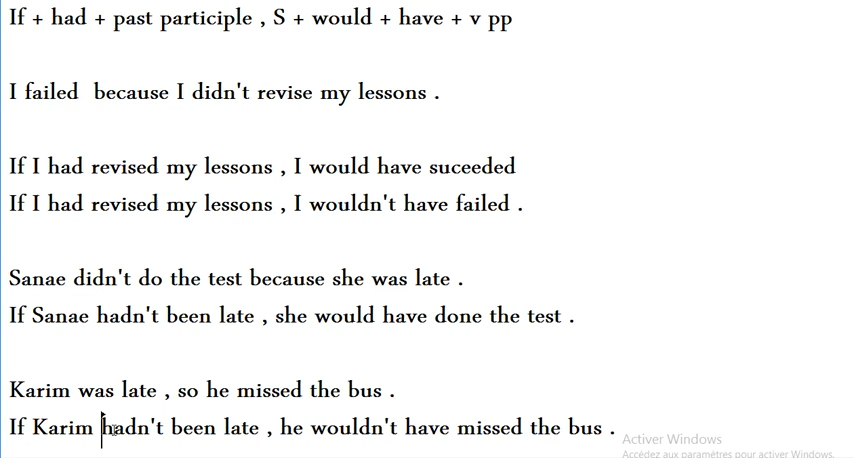 If + had + past participle , S + would + have + v pp
I failed because I didn't revise my lessons .
If I had revised my lessons , I would have suceeded
If I had revised my lessons , I wouldn't have failed .
Sanae didn't do the test because she was late .
If Sanae hadn't been late , she would have done the test .
Karim was late , so he missed the bus .
If Karim hadn't been late , he wouldn't have missed the bus .
Activer Windows
Accédez aux paramètres pour activer Windows.